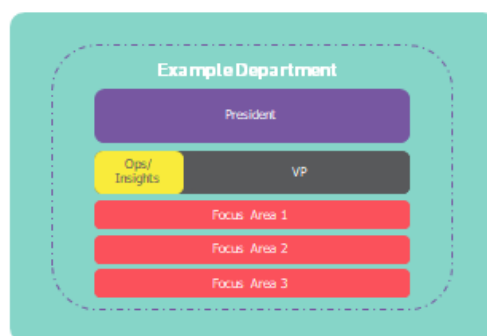 Example Department
President
Ops/
Insights
VP
Focus Area 1
Focus Area 2
Focus Area 3